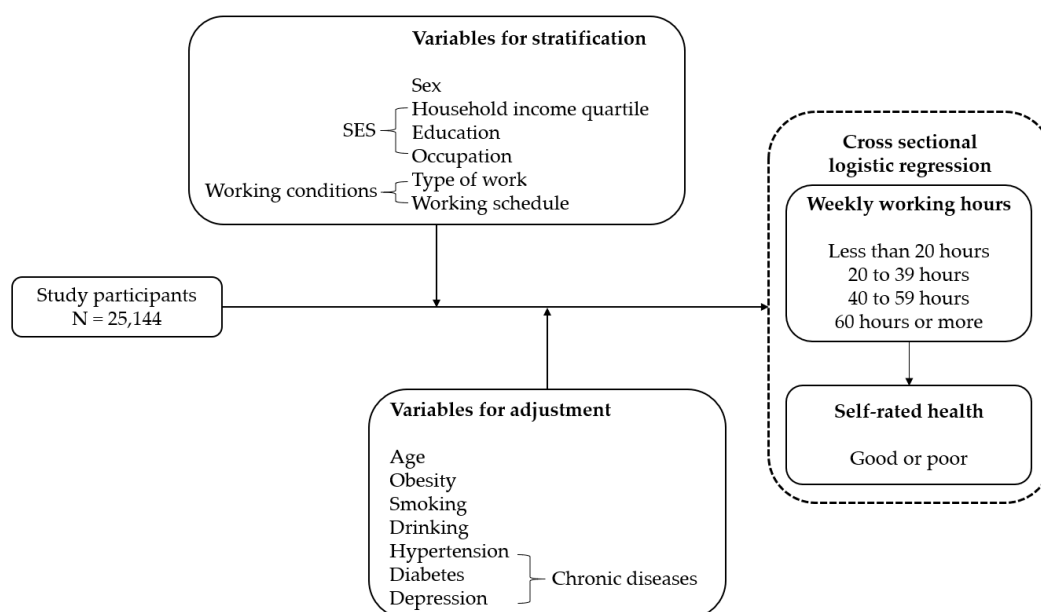 Variables for stratification
Sex
Household income quartile
SES
Education
Occupation
Working conditions
Type of work
Working schedule
Study participants
N = 25,144
Variables for adjustment
Age
Obesity
Smoking
Drinking
Hypertension
Diabetes
Chronic diseases
Depression
Cross sectional
logistic regression
Weekly working hours
Less than 20 hours
20 to 39 hours
40 to 59 hours
60 hours or more
Self-rated health
Good or poor